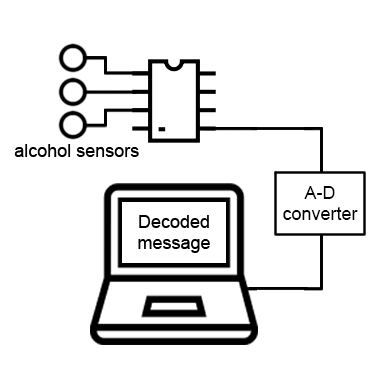 alcohol sensors
A-D
converter
Decoded
message